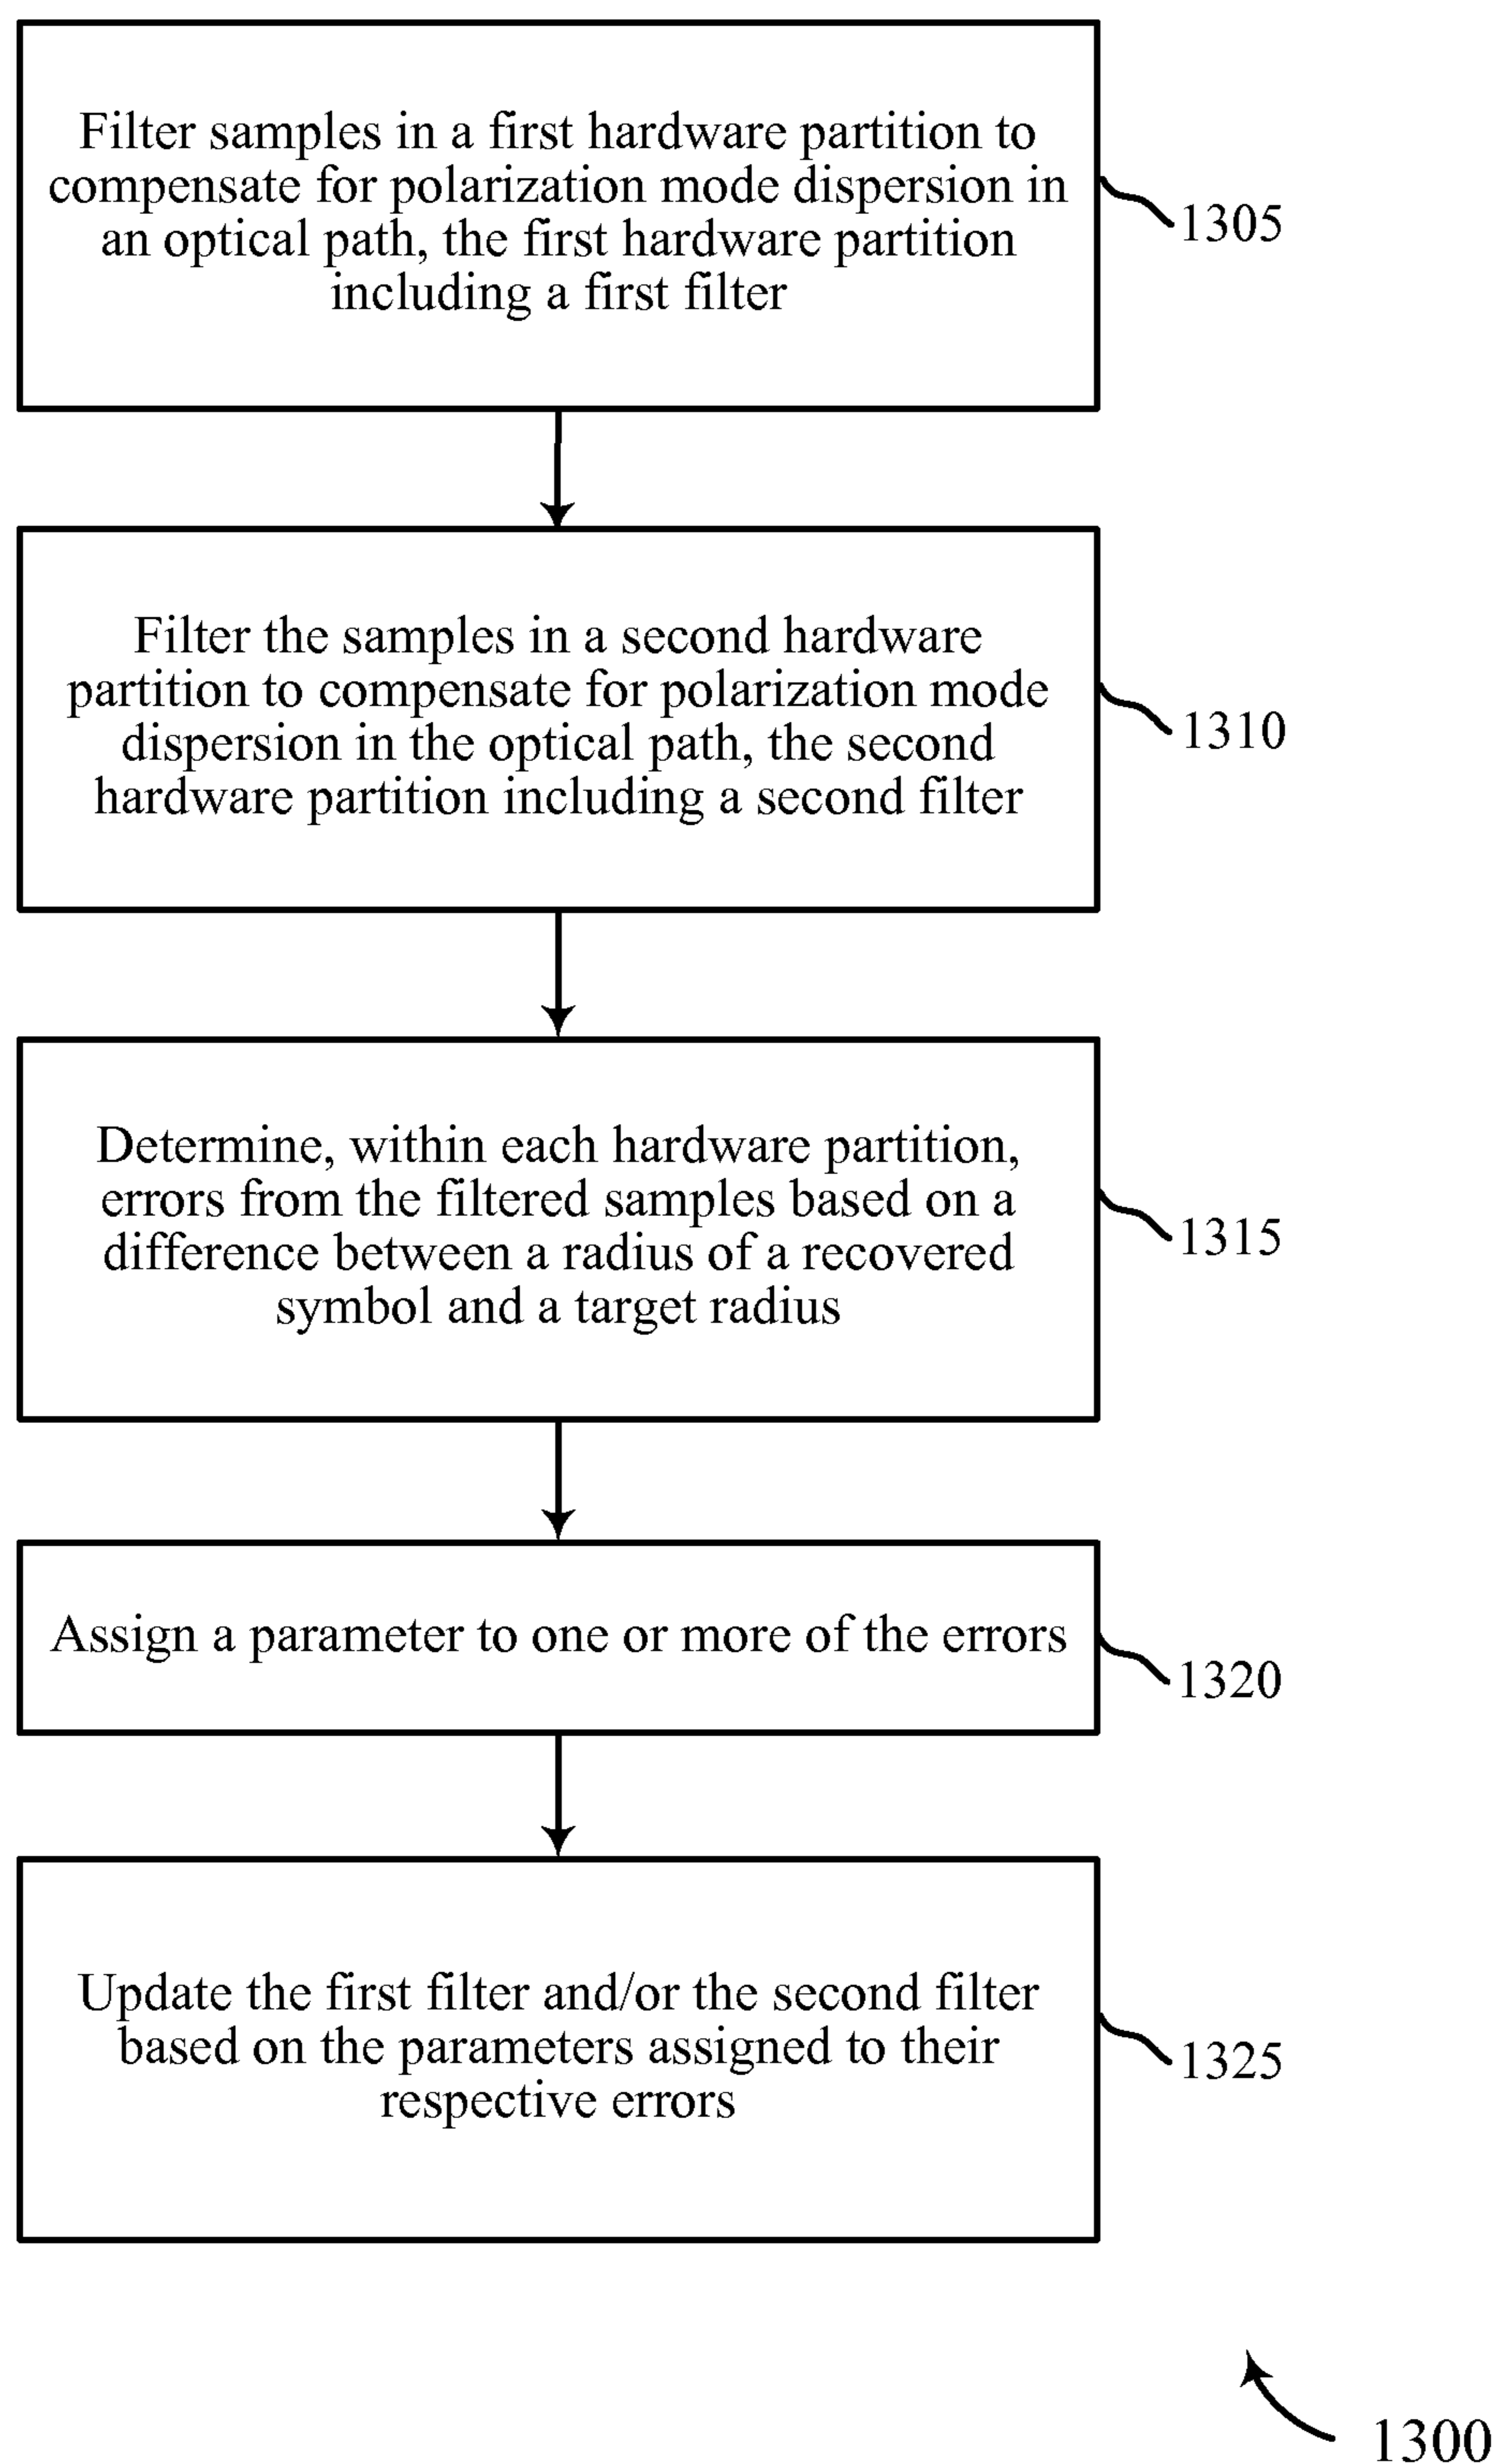 Filter samples in a first hardware partition to
compensate for polarization mode dispersion in
an optical path, the first hardware partition
including a first filter
1305
Filter the samples in a second hardware
partition to compensate for polarization mode
dispersion in the optical path, the second
hardware partition including a second filter
1310
Determine, within each hardware partition,
errors from the filtered samples based on a
difference between a radius of a recovered
symbol and a target radius
1315
Assign a parameter to one or more of the errors
1320
Update the first filter and/or the second filter
based on the parameters assigned to their
respective errors
1325
1300